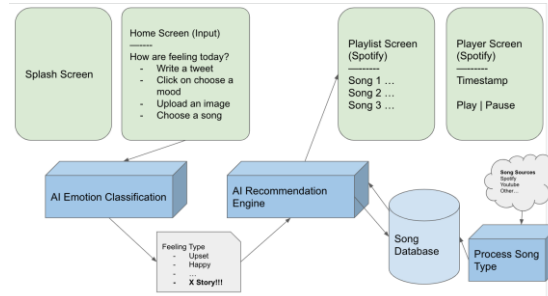 Splash Screen
Home Screen (Input)
-------
How are feeling today?
- Write a tweet
- Click on choose a
mood
- Upload an image
- Choose a song
Playlist Screen
(Spotify)
---------
Song 1 ...
Song 2 ...
Song 3 ...
Player Screen
(Spotify)
---------
Timestamp
Play | Pause
AI Emotion Classification
AI Recommendation
Engine
Song Sources
Spotify
Youtube
Other...
Feeling Type
- Upset
- Happy
- ...
- X Story!!!
Song
Database
Process Song
Type